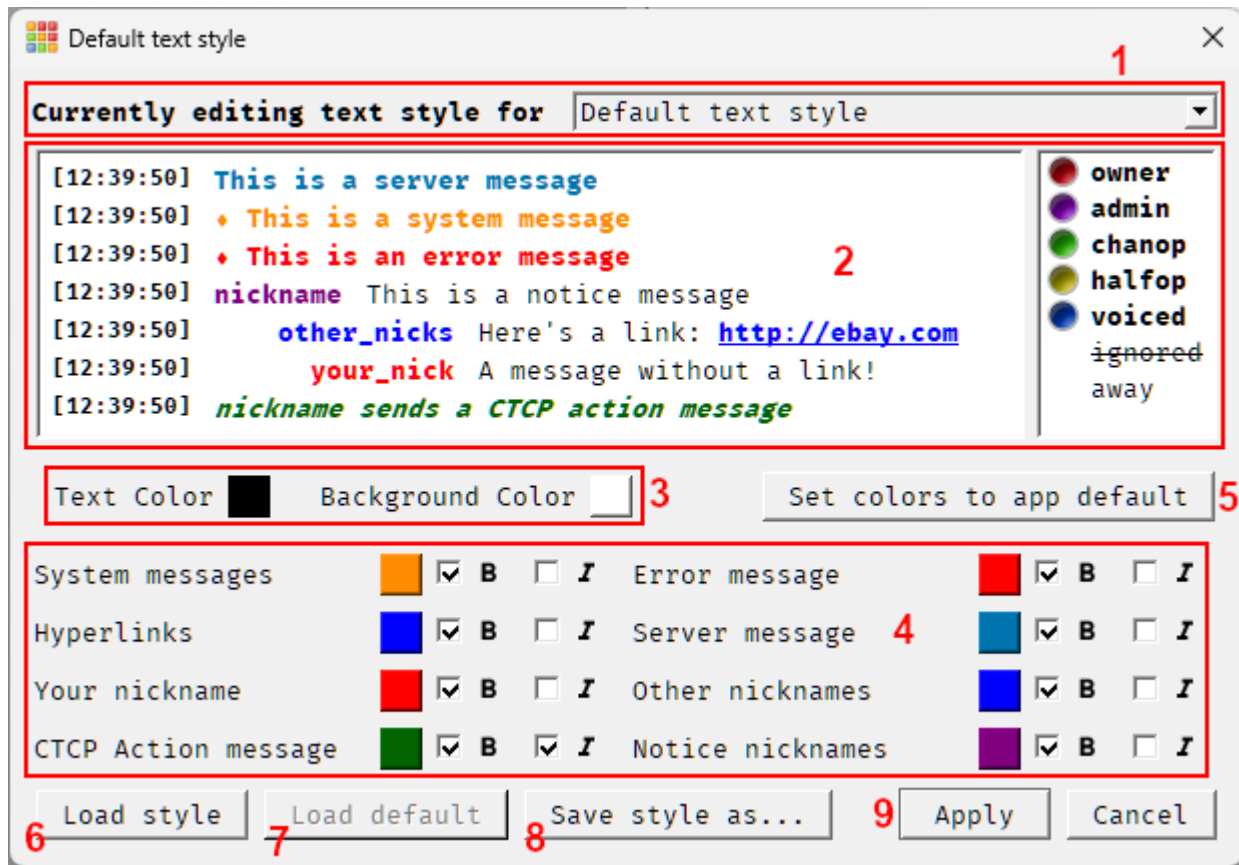 Default text style
1
Currently editing text style for Default text style
[12:39:50] This is a server message
[12:39:50] ♦ This is a system message
[12:39:50] ♦ This is an error message
[12:39:50] nickname This is a notice message
[12:39:50] other_nicks Here's a link: http://ebay.com
[12:39:50] your_nick A message without a link!
[12:39:50] nickname sends a CTCP action message
2
owner
admin
chanop
halfop
voiced
ignored
away
Text Color Background Color 3
Set colors to app default 5
System messages B I Error message B I
Hyperlinks B I Server message 4 B I
Your nickname B I Other nicknames B I
CTCP Action message B I Notice nicknames B I
6 Load style 7 Load default 8 Save style as... 9 Apply Cancel